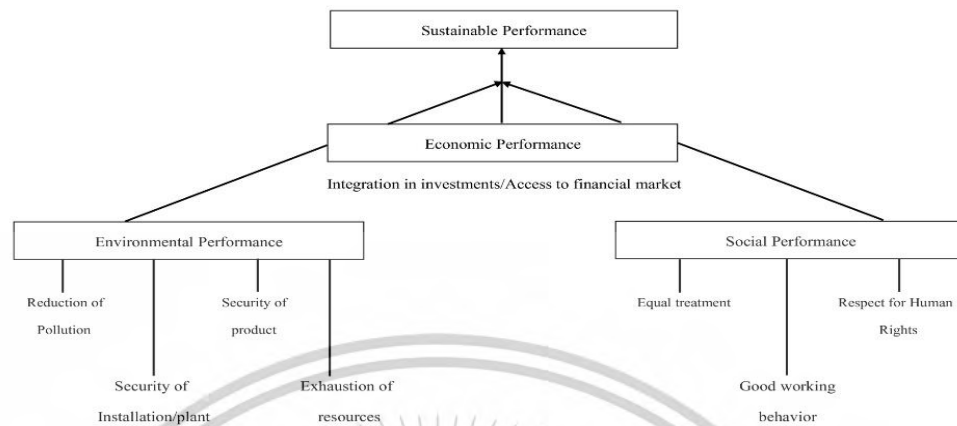 Sustainable Performance
Economic Performance
Integration in investments/Access to financial market
Environmental Performance
Social Performance
Reduction of
Pollution
Security of
product
Equal treatment
Respect for Human
Rights
Security of
Installation/plant
Exhaustion of
resources
Good working
behavior